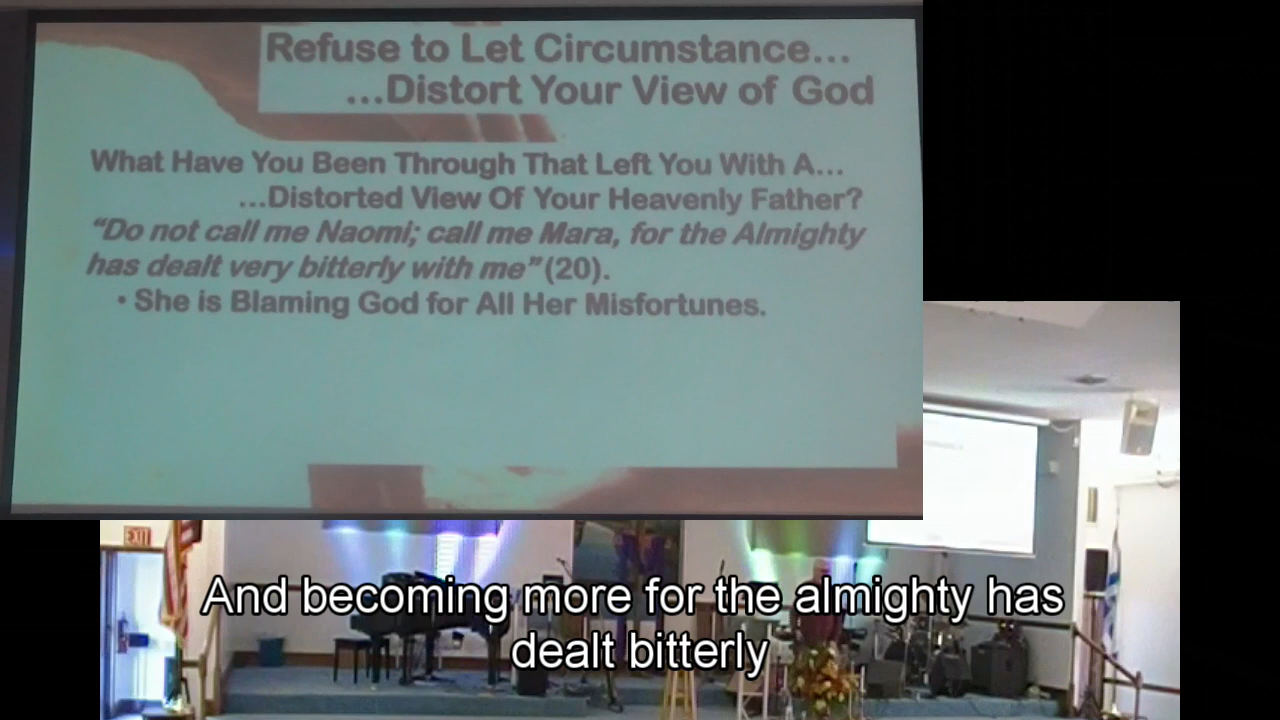 Refuse to Let Circumstance...
...Distort Your View of God
What Have You Been Through That Left You With A...
...Distorted View Of Your Heavenly Father?
“Do not call me Naomi; call me Mara, for the Almighty
has dealt very bitterly with me” (20).
• She is Blaming God for All Her Misfortunes.
EXIT
And becoming more for the almighty has
dealt bitterly